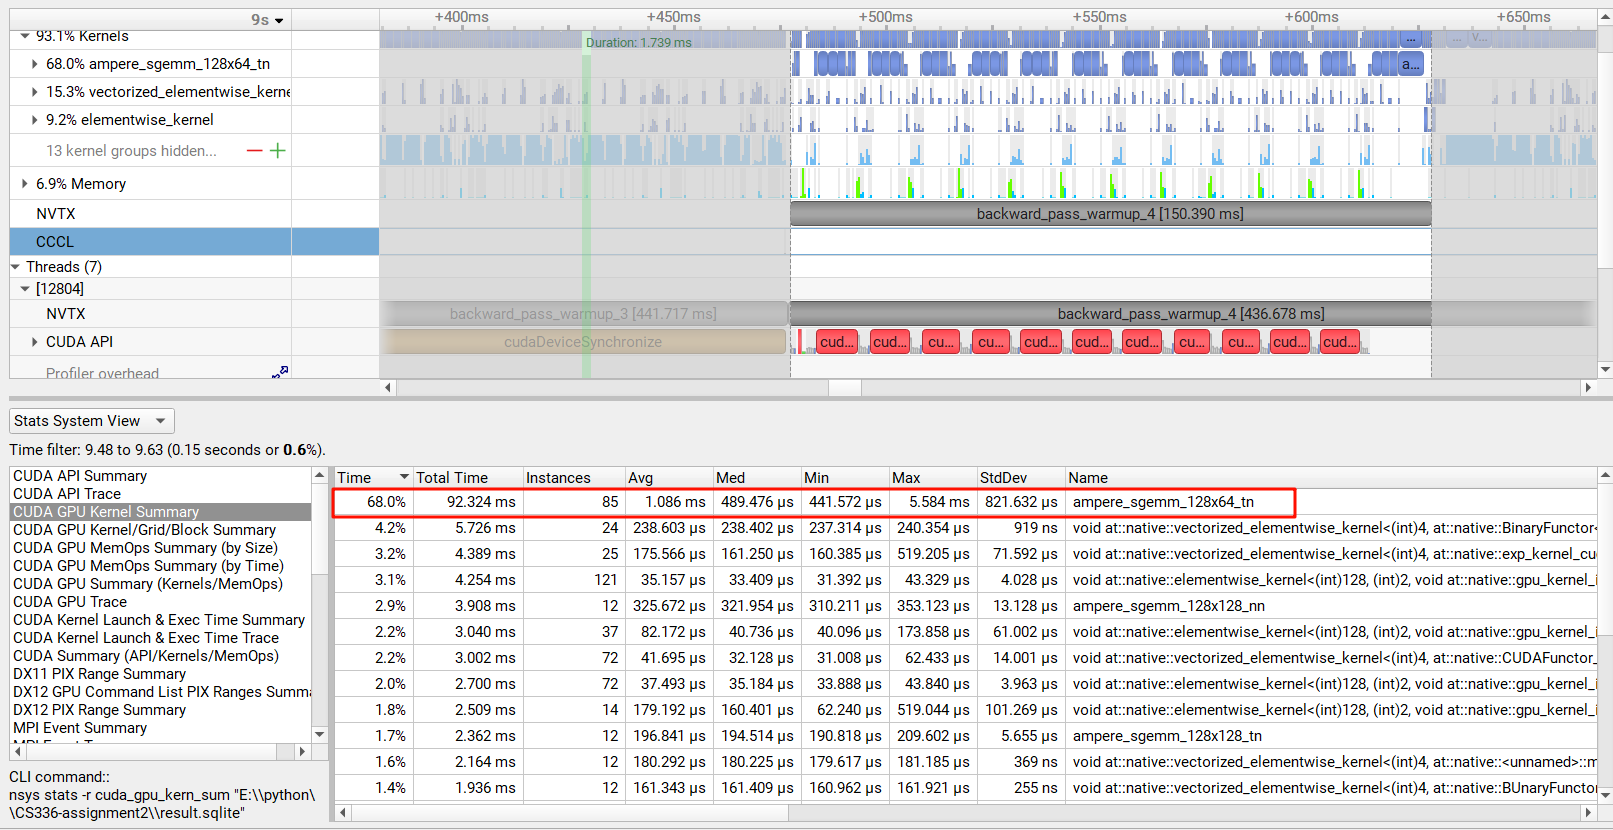 9s
+400ms +450ms +500ms +550ms +600ms +650ms
93.1% Kernels
Duration: 1.739 ms
...
68.0% ampere_sgemm_128x64_tn
a...
15.3% vectorized_elementwise_kerne
9.2% elementwise_kernel
13 kernel groups hidden...
6.9% Memory
NVTX
backward_pass_warmup_4 [150.390 ms]
CCCL
Threads (7)
[12804]
NVTX
backward_pass_warmup_3 [441.717 ms] backward_pass_warmup_4 [436.678 ms]
CUDA API
cudaDeviceSynchronize cud... cud... cu... cu... cud... cud... cud... cu... cu... cud... cud...
Profiler overhead
Stats System View
Time filter: 9.48 to 9.63 (0.15 seconds or 0.6%).
CUDA API Summary
CUDA API Trace
CUDA GPU Kernel Summary
CUDA GPU Kernel/Grid/Block Summary
CUDA GPU MemOps Summary (by Size)
CUDA GPU MemOps Summary (by Time)
CUDA GPU Summary (Kernels/MemOps)
CUDA GPU Trace
CUDA Kernel Launch & Exec Time Summary
CUDA Kernel Launch & Exec Time Trace
CUDA Summary (API/Kernels/MemOps)
DX11 PIX Range Summary
DX12 GPU Command List PIX Ranges Summa
DX12 PIX Range Summary
MPI Event Summary
CLI command::
nsys stats -r cuda_gpu_kern_sum "E:\\python\
\CS336-assignment2\\result.sqlite"
Time Total Time Instances Avg Med Min Max StdDev Name
68.0% 92.324 ms 85 1.086 ms 489.476 μs 441.572 μs 5.584 ms 821.632 μs ampere_sgemm_128x64_tn
4.2% 5.726 ms 24 238.603 μs 238.402 μs 237.314 μs 240.354 μs 919 ns void at::native::vectorized_elementwise_kernel<(int)4, at::native::BinaryFunctor<
3.2% 4.389 ms 25 175.566 μs 161.250 μs 160.385 μs 519.205 μs 71.592 μs void at::native::vectorized_elementwise_kernel<(int)4, at::native::exp_kernel_cu
3.1% 4.254 ms 121 35.157 μs 33.409 μs 31.392 μs 43.329 μs 4.028 μs void at::native::elementwise_kernel<(int)128, (int)2, void at::native::gpu_kernel_i
2.9% 3.908 ms 12 325.672 μs 321.954 μs 310.211 μs 353.123 μs 13.128 μs ampere_sgemm_128x128_nn
2.2% 3.040 ms 37 82.172 μs 40.736 μs 40.096 μs 173.858 μs 61.002 μs void at::native::elementwise_kernel<(int)128, (int)2, void at::native::gpu_kernel_i
2.2% 3.002 ms 72 41.695 μs 32.128 μs 31.008 μs 62.433 μs 14.001 μs void at::native::vectorized_elementwise_kernel<(int)4, at::native::CUDAFunctor_
2.0% 2.700 ms 72 37.493 μs 35.184 μs 33.888 μs 43.840 μs 3.963 μs void at::native::elementwise_kernel<(int)128, (int)2, void at::native::gpu_kernel_i
1.8% 2.509 ms 14 179.192 μs 160.401 μs 62.240 μs 519.044 μs 101.269 μs void at::native::elementwise_kernel<(int)128, (int)2, void at::native::gpu_kernel_i
1.7% 2.362 ms 12 196.841 μs 194.514 μs 190.818 μs 209.602 μs 5.655 μs ampere_sgemm_128x128_tn
1.6% 2.164 ms 12 180.292 μs 180.225 μs 179.617 μs 181.185 μs 369 ns void at::native::vectorized_elementwise_kernel<(int)4, at::native::<unnamed>::m
1.4% 1.936 ms 12 161.343 μs 161.409 μs 160.962 μs 161.921 μs 255 ns void at::native::vectorized_elementwise_kernel<(int)4, at::native::BUnaryFunctor